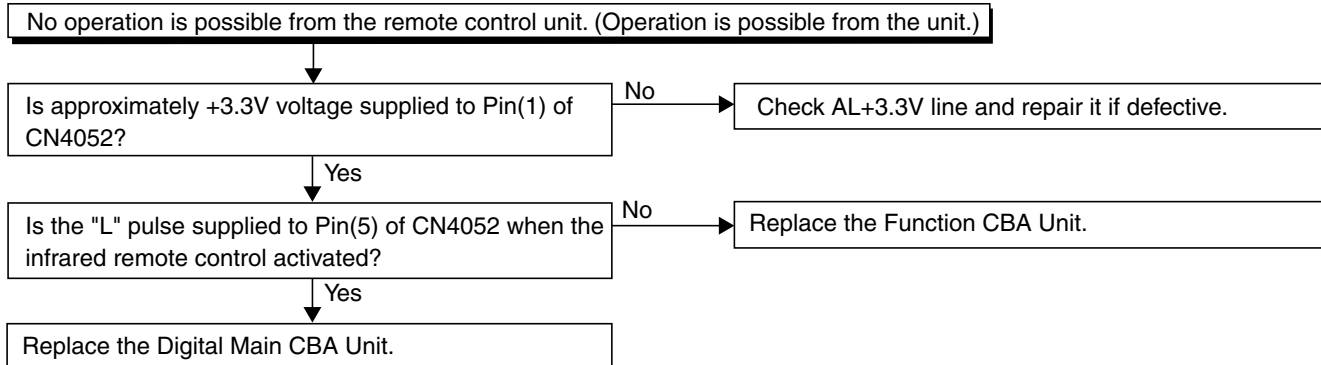 No operation is possible from the remote control unit. (Operation is possible from the unit.)
Is approximately +3.3V voltage supplied to Pin(1) of
CN4052?
No
Check AL+3.3V line and repair it if defective.
Yes
Is the "L" pulse supplied to Pin(5) of CN4052 when the
infrared remote control activated?
No
Replace the Function CBA Unit.
Yes
Replace the Digital Main CBA Unit.